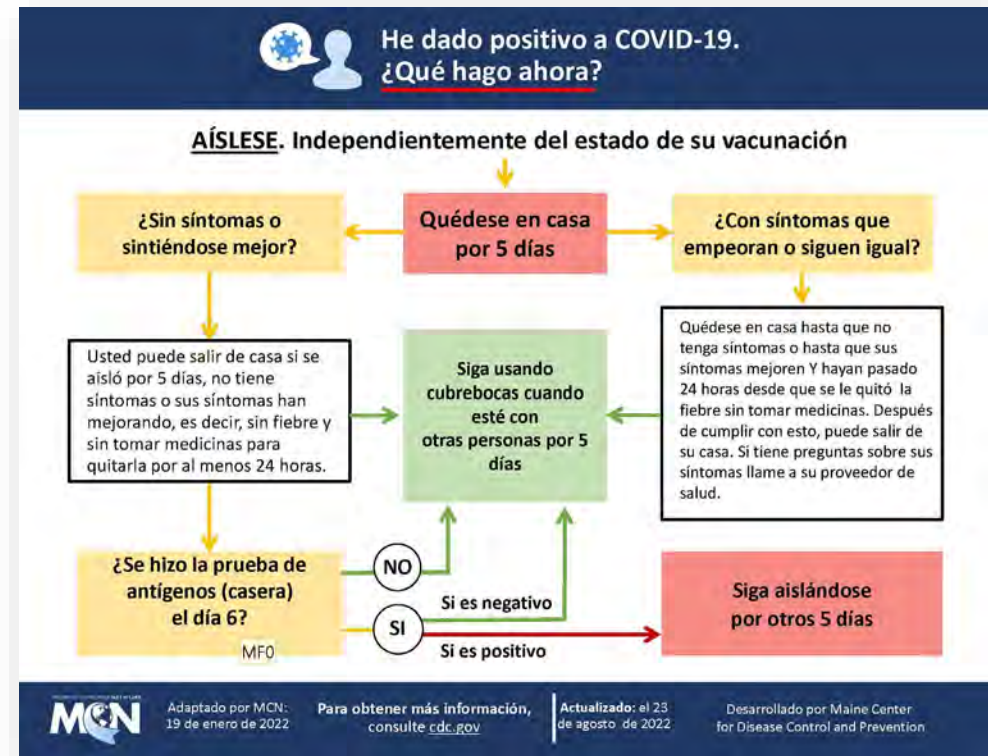 He dado positivo a COVID-19.
¿Qué hago ahora?
AÍSLESE. Independientemente del estado de su vacunación
¿Sin síntomas o
sintiéndose mejor?
Quédese en casa
por 5 días
¿Con síntomas que
empeoran o siguen igual?
Usted puede salir de casa si se
aisló por 5 días, no tiene
síntomas o sus síntomas han
mejorando, es decir, sin fiebre y
sin tomar medicinas para
quitarla por al menos 24 horas.
Siga usando
cubrebocas cuando
esté con
otras personas por 5
días
Quédese en casa hasta que no
tenga síntomas o hasta que sus
síntomas mejoren Y hayan pasado
24 horas desde que se le quitó la
fiebre sin tomar medicinas. Después
de cumplir con esto, puede salir de
su casa. Si tiene preguntas sobre sus
síntomas llame a su proveedor de
salud.
¿Se hizo la prueba de
antígenos (casera)
el día 6?
MF0
NO
SI
Si es negativo
Si es positivo
Siga aislándose
por otros 5 días
MCN
Adaptado por MCN:
19 de enero de 2022
Para obtener más información,
consulte cdc.gov
Actualizado: el 23
de agosto de 2022
Desarrollado por Maine Center
for Disease Control and Prevention